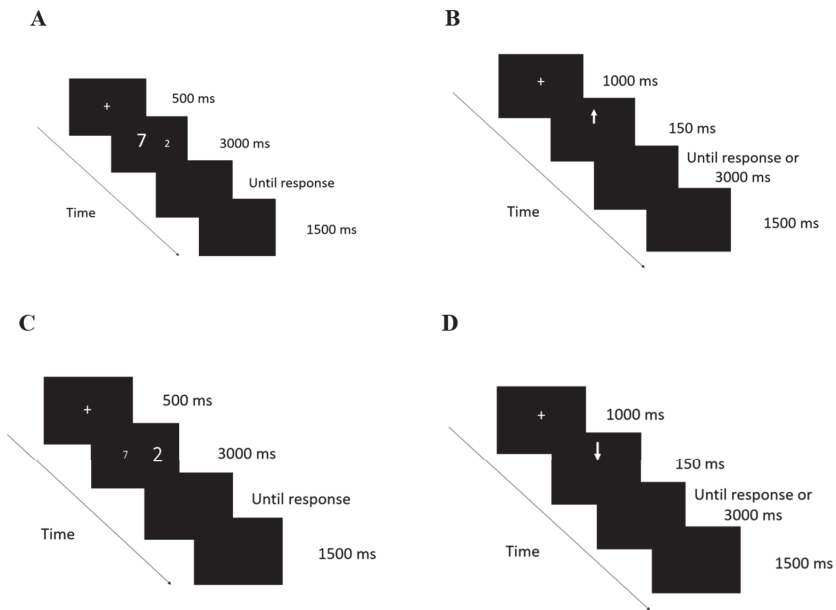 A
+
500 ms
7 2
3000 ms
Until response
Time
1500 ms
B
+
1000 ms
150 ms
Until response or
3000 ms
Time
1500 ms
C
+
500 ms
7 2
3000 ms
Until response
Time
1500 ms
D
+
1000 ms
150 ms
Until response or
3000 ms
Time
1500 ms